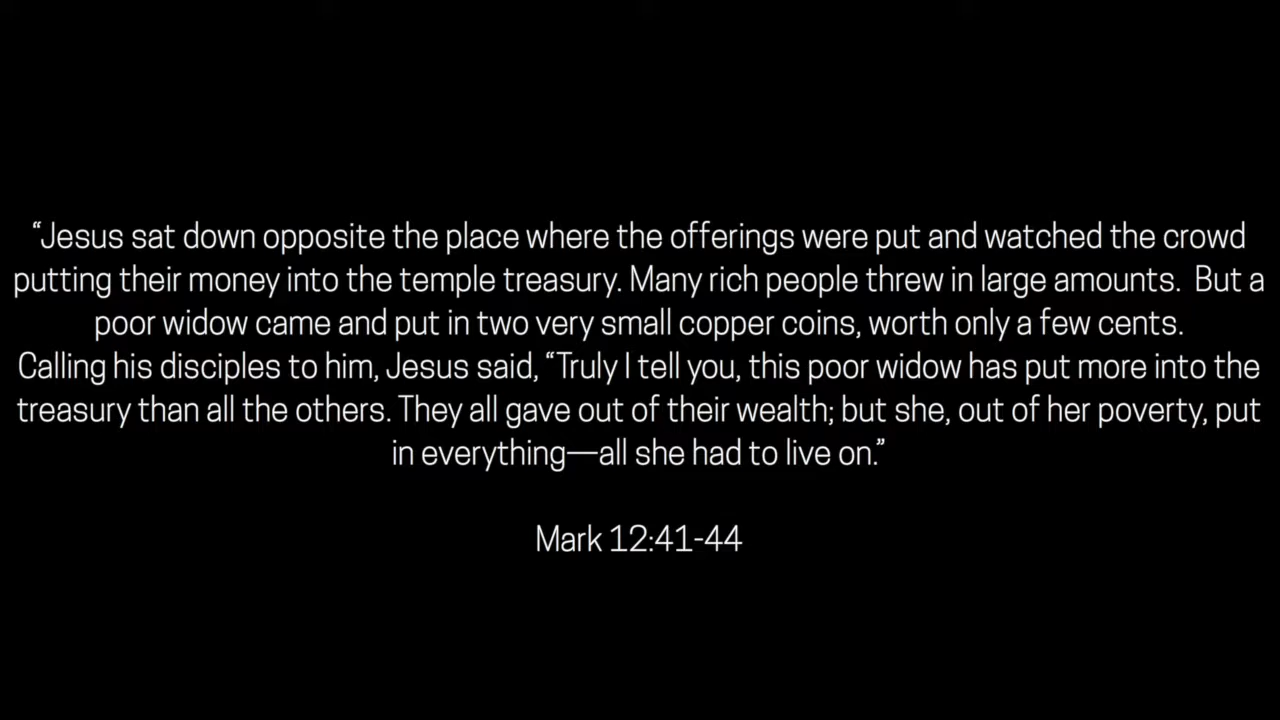 “Jesus sat down opposite the place where the offerings were put and watched the crowd
putting their money into the temple treasury. Many rich people threw in large amounts.  But a
poor widow came and put in two very small copper coins, worth only a few cents.
Calling his disciples to him, Jesus said, “Truly I tell you, this poor widow has put more into the
treasury than all the others. They all gave out of their wealth; but she, out of her poverty, put
in everything—all she had to live on.”
Mark 12:41-44